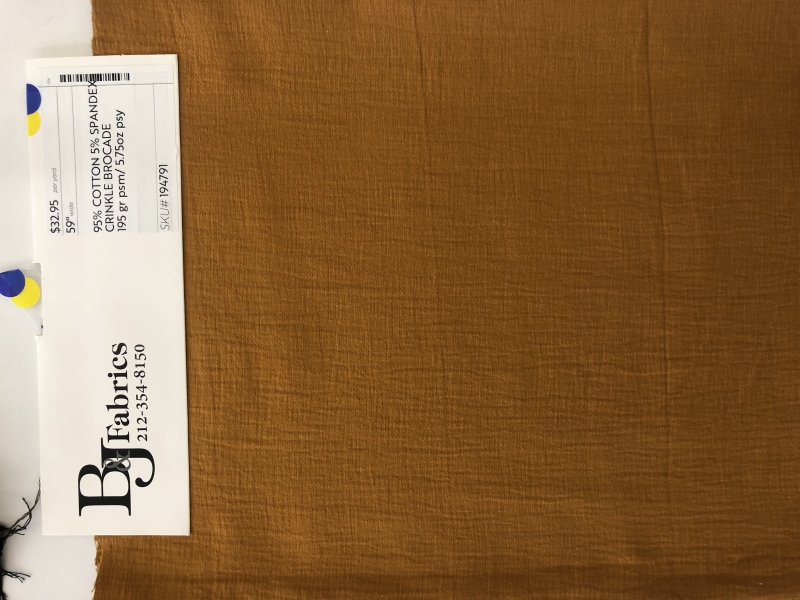 $32.95 per yard
59" wide
95% COTTON 5% SPANDEX
CRINKLE BROCADE
195 gr psm/ 5.75oz psy
SKU# 194791
B&J Fabrics
212-354-8150